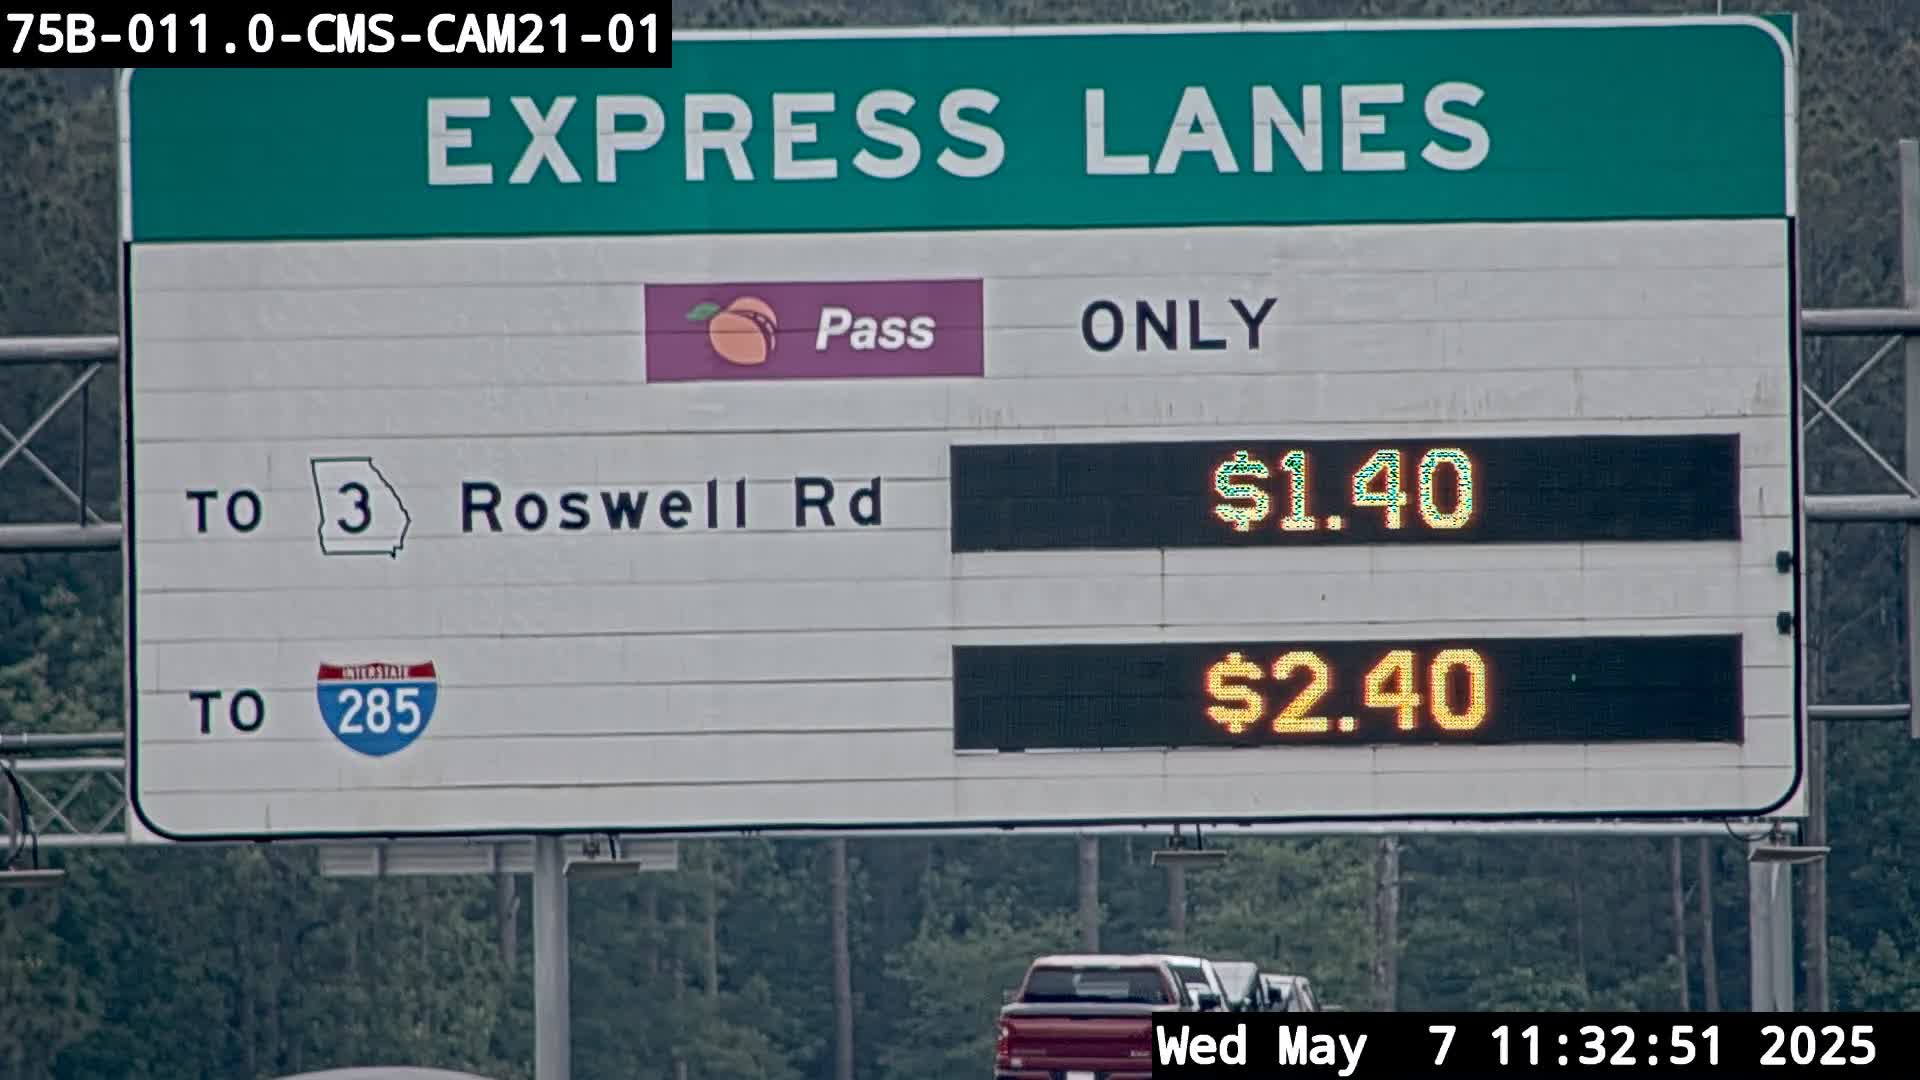 75B-011.0-CMS-CAM21-01
EXPRESS LANES
Pass ONLY
TO 3 Roswell Rd $1.40
INTERSTATE
TO 285 $2.40
Wed May 7 11:32:51 2025